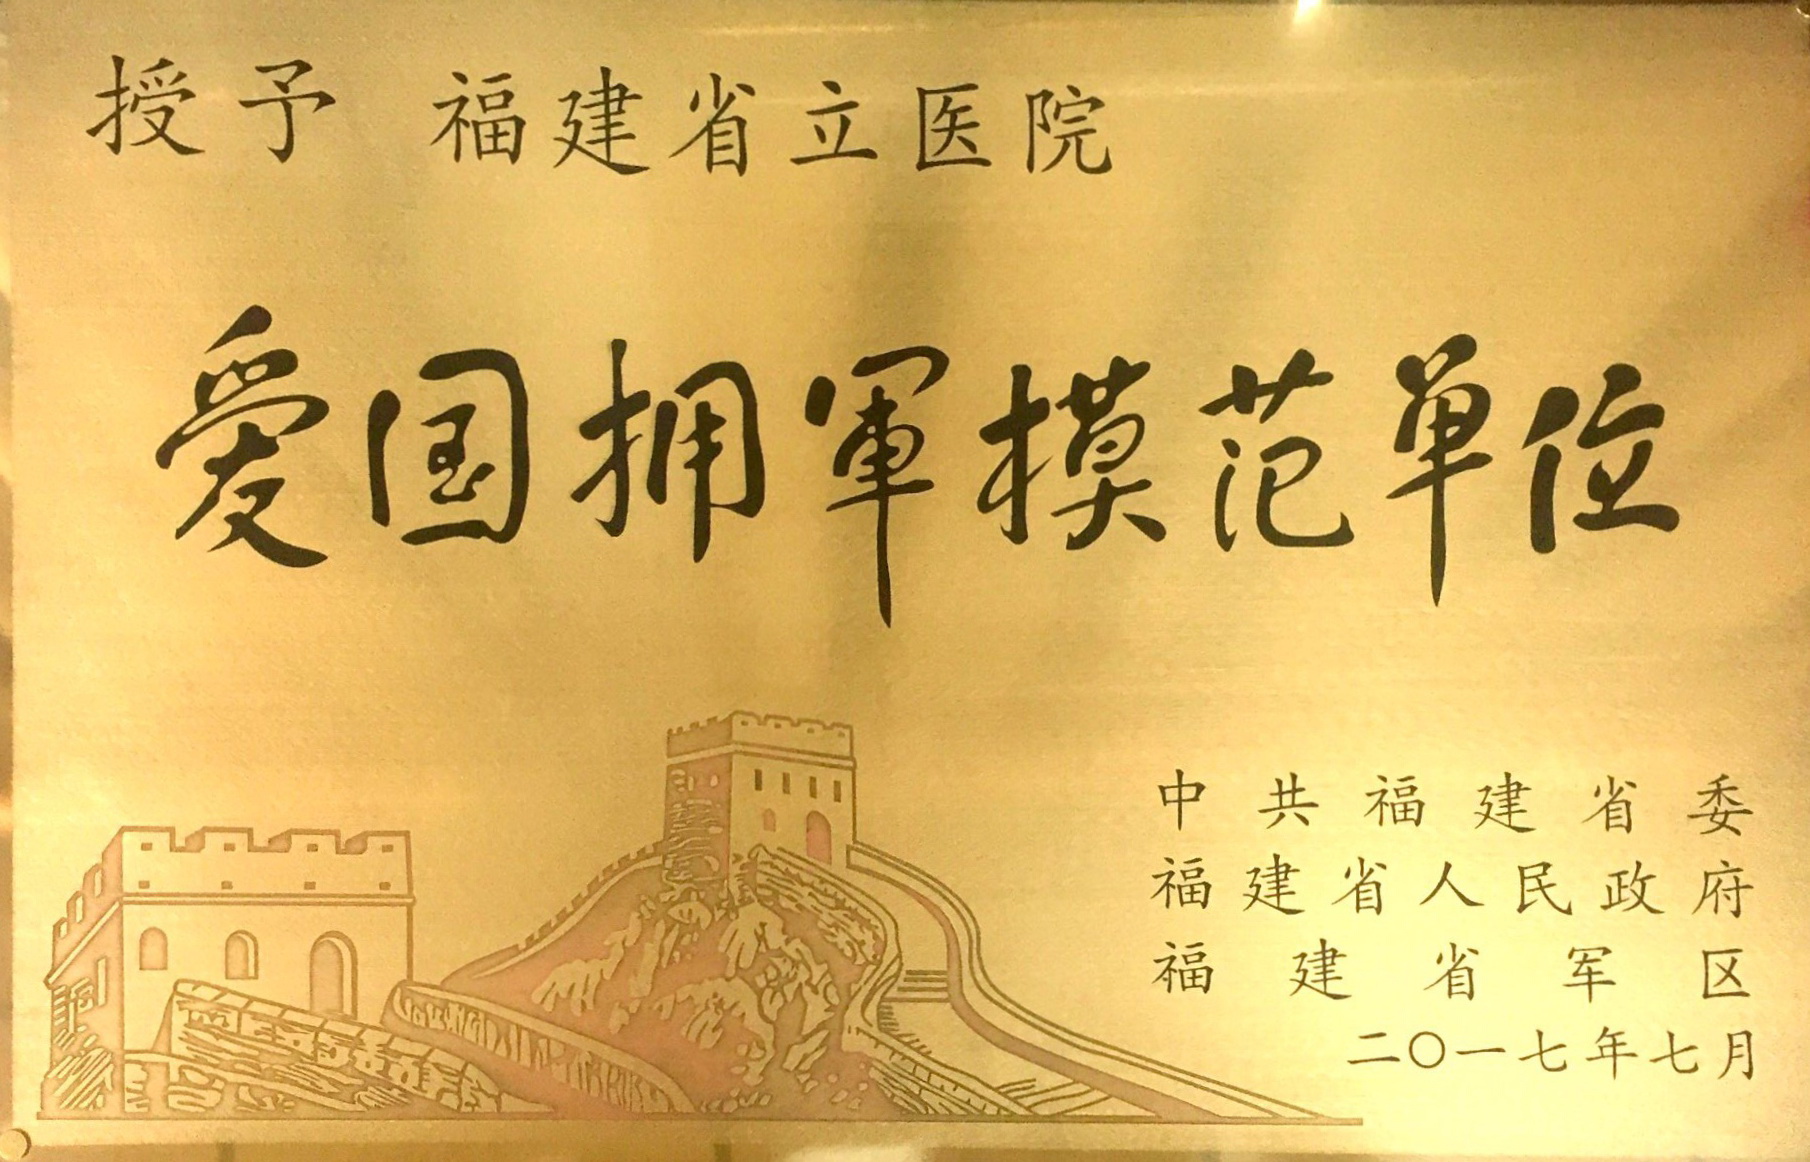 授予 福建省立医院
爱国拥軍模范单位
中共福建省委
福建省人民政府
福建省军区
二〇一七年七月